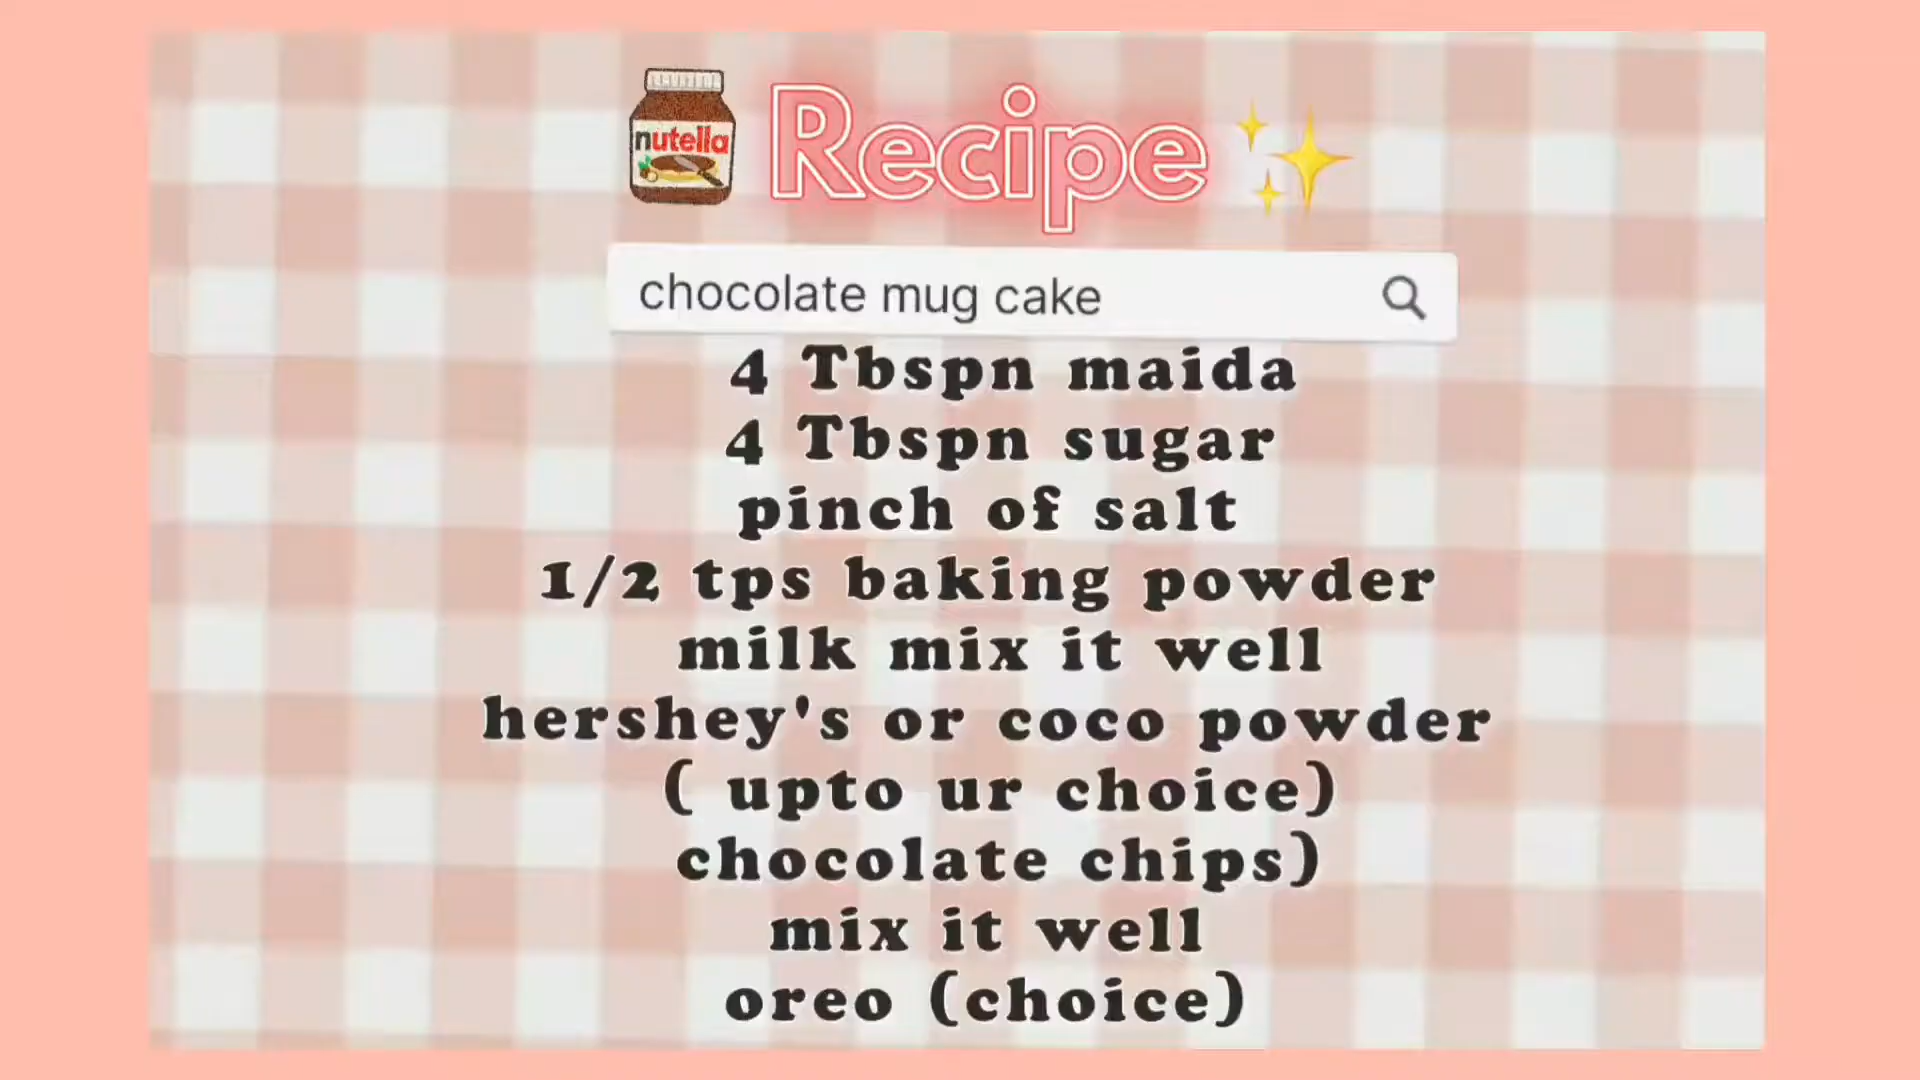 nutella
Recipe
chocolate mug cake
4 Tbspn maida
4 Tbspn sugar
pinch of salt
1/2 tps baking powder
milk mix it well
hershey's or coco powder
( upto ur choice)
chocolate chips)
mix it well
oreo (choice)